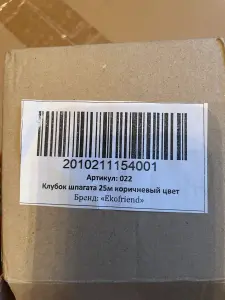 2010211154001
Артикул: 022
Клубок шпагата 25м коричневый цвет
Бренд: «Ekofriend»